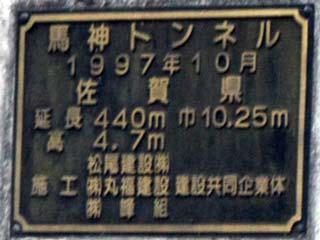 馬神トンネル
1997年10月
佐賀県
延長 440m 巾10.25m
高 4.7m
松尾建設㈱
施工 ㈱丸福建設 建設共同企業体
㈱峰組